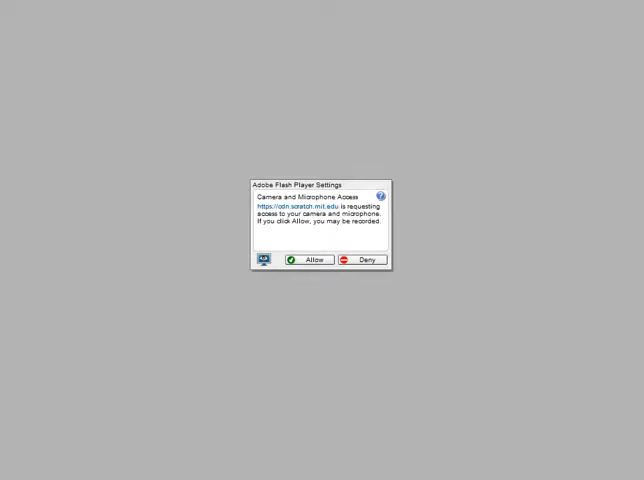 Adobe Flash Player Settings
Camera and Microphone Access
https://cdn.scratch.mit.edu is requesting
access to your camera and microphone.
If you click Allow, you may be recorded.
Allow Deny